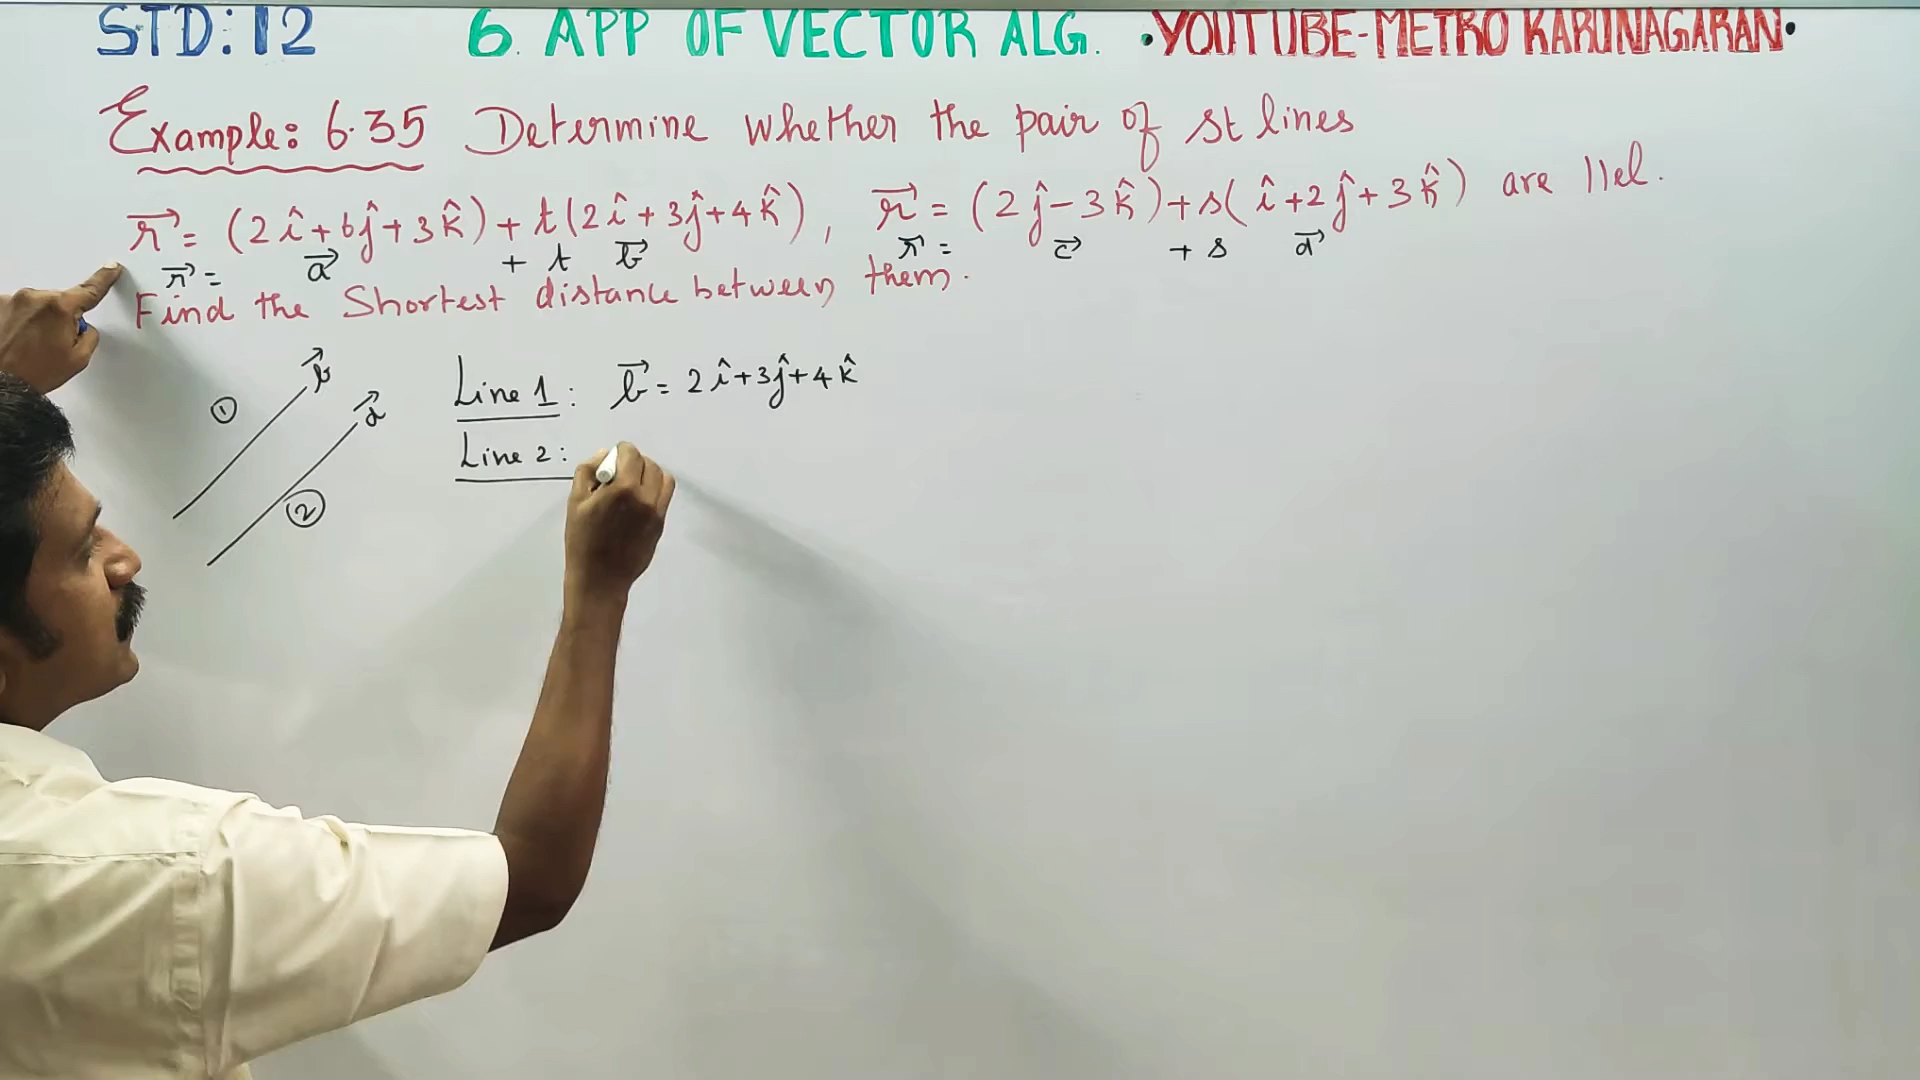 STD: 12 6. APP OF VECTOR ALG. •YOUTUBE-METRO KARUNAGARAN•
Example: 6.35 Determine whether the pair of st lines
r⃗ = (2î+6ĵ+3k̂)+t(2î+3ĵ+4k̂), r⃗ = (2ĵ-3k̂)+s(î+2ĵ+3k̂) are llel.
r⃗ = a⃗ + t b⃗ r⃗ = c⃗ + s d⃗
Find the Shortest distance between them.
① b⃗
d⃗
②
Line 1: b⃗ = 2î+3ĵ+4k̂
Line 2: